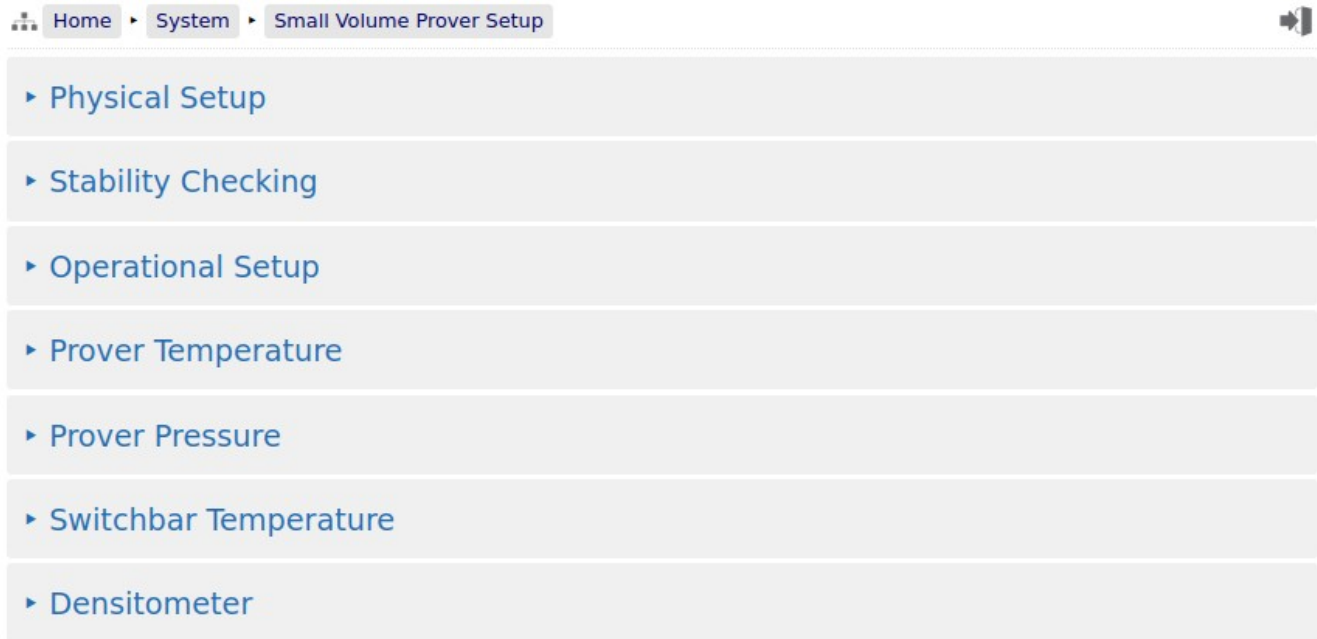 Home ‣ System ‣ Small Volume Prover Setup
‣ Physical Setup
‣ Stability Checking
‣ Operational Setup
‣ Prover Temperature
‣ Prover Pressure
‣ Switchbar Temperature
‣ Densitometer